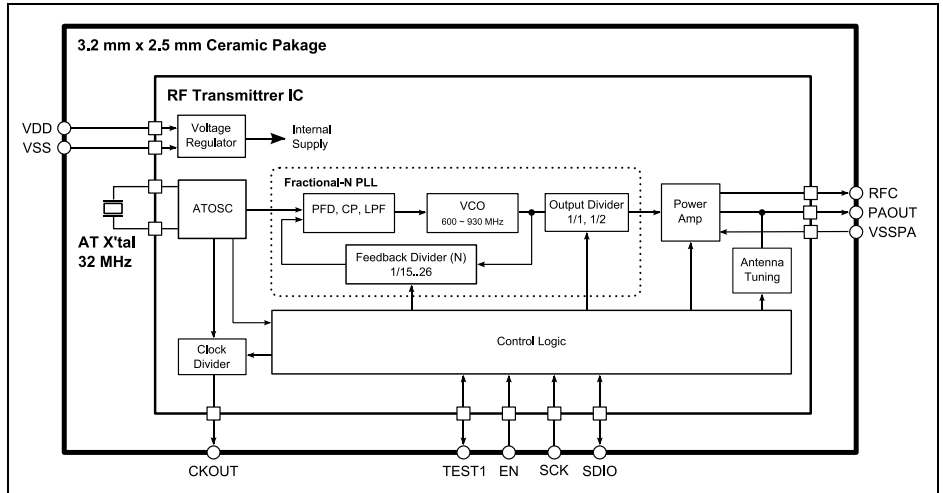 3.2 mm x 2.5 mm Ceramic Pakage
RF Transmittrer IC
VDD
VSS
Voltage
Regulator
Internal
Supply
Fractional-N PLL
ATOSC
PFD, CP, LPF
VCO
600 ~ 930 MHz
Output Divider
1/1, 1/2
Power
Amp
RFC
PAOUT
VSSPA
AT X'tal
32 MHz
Feedback Divider (N)
1/15..26
Antenna
Tuning
Control Logic
Clock
Divider
CKOUT
TEST1
EN
SCK
SDIO